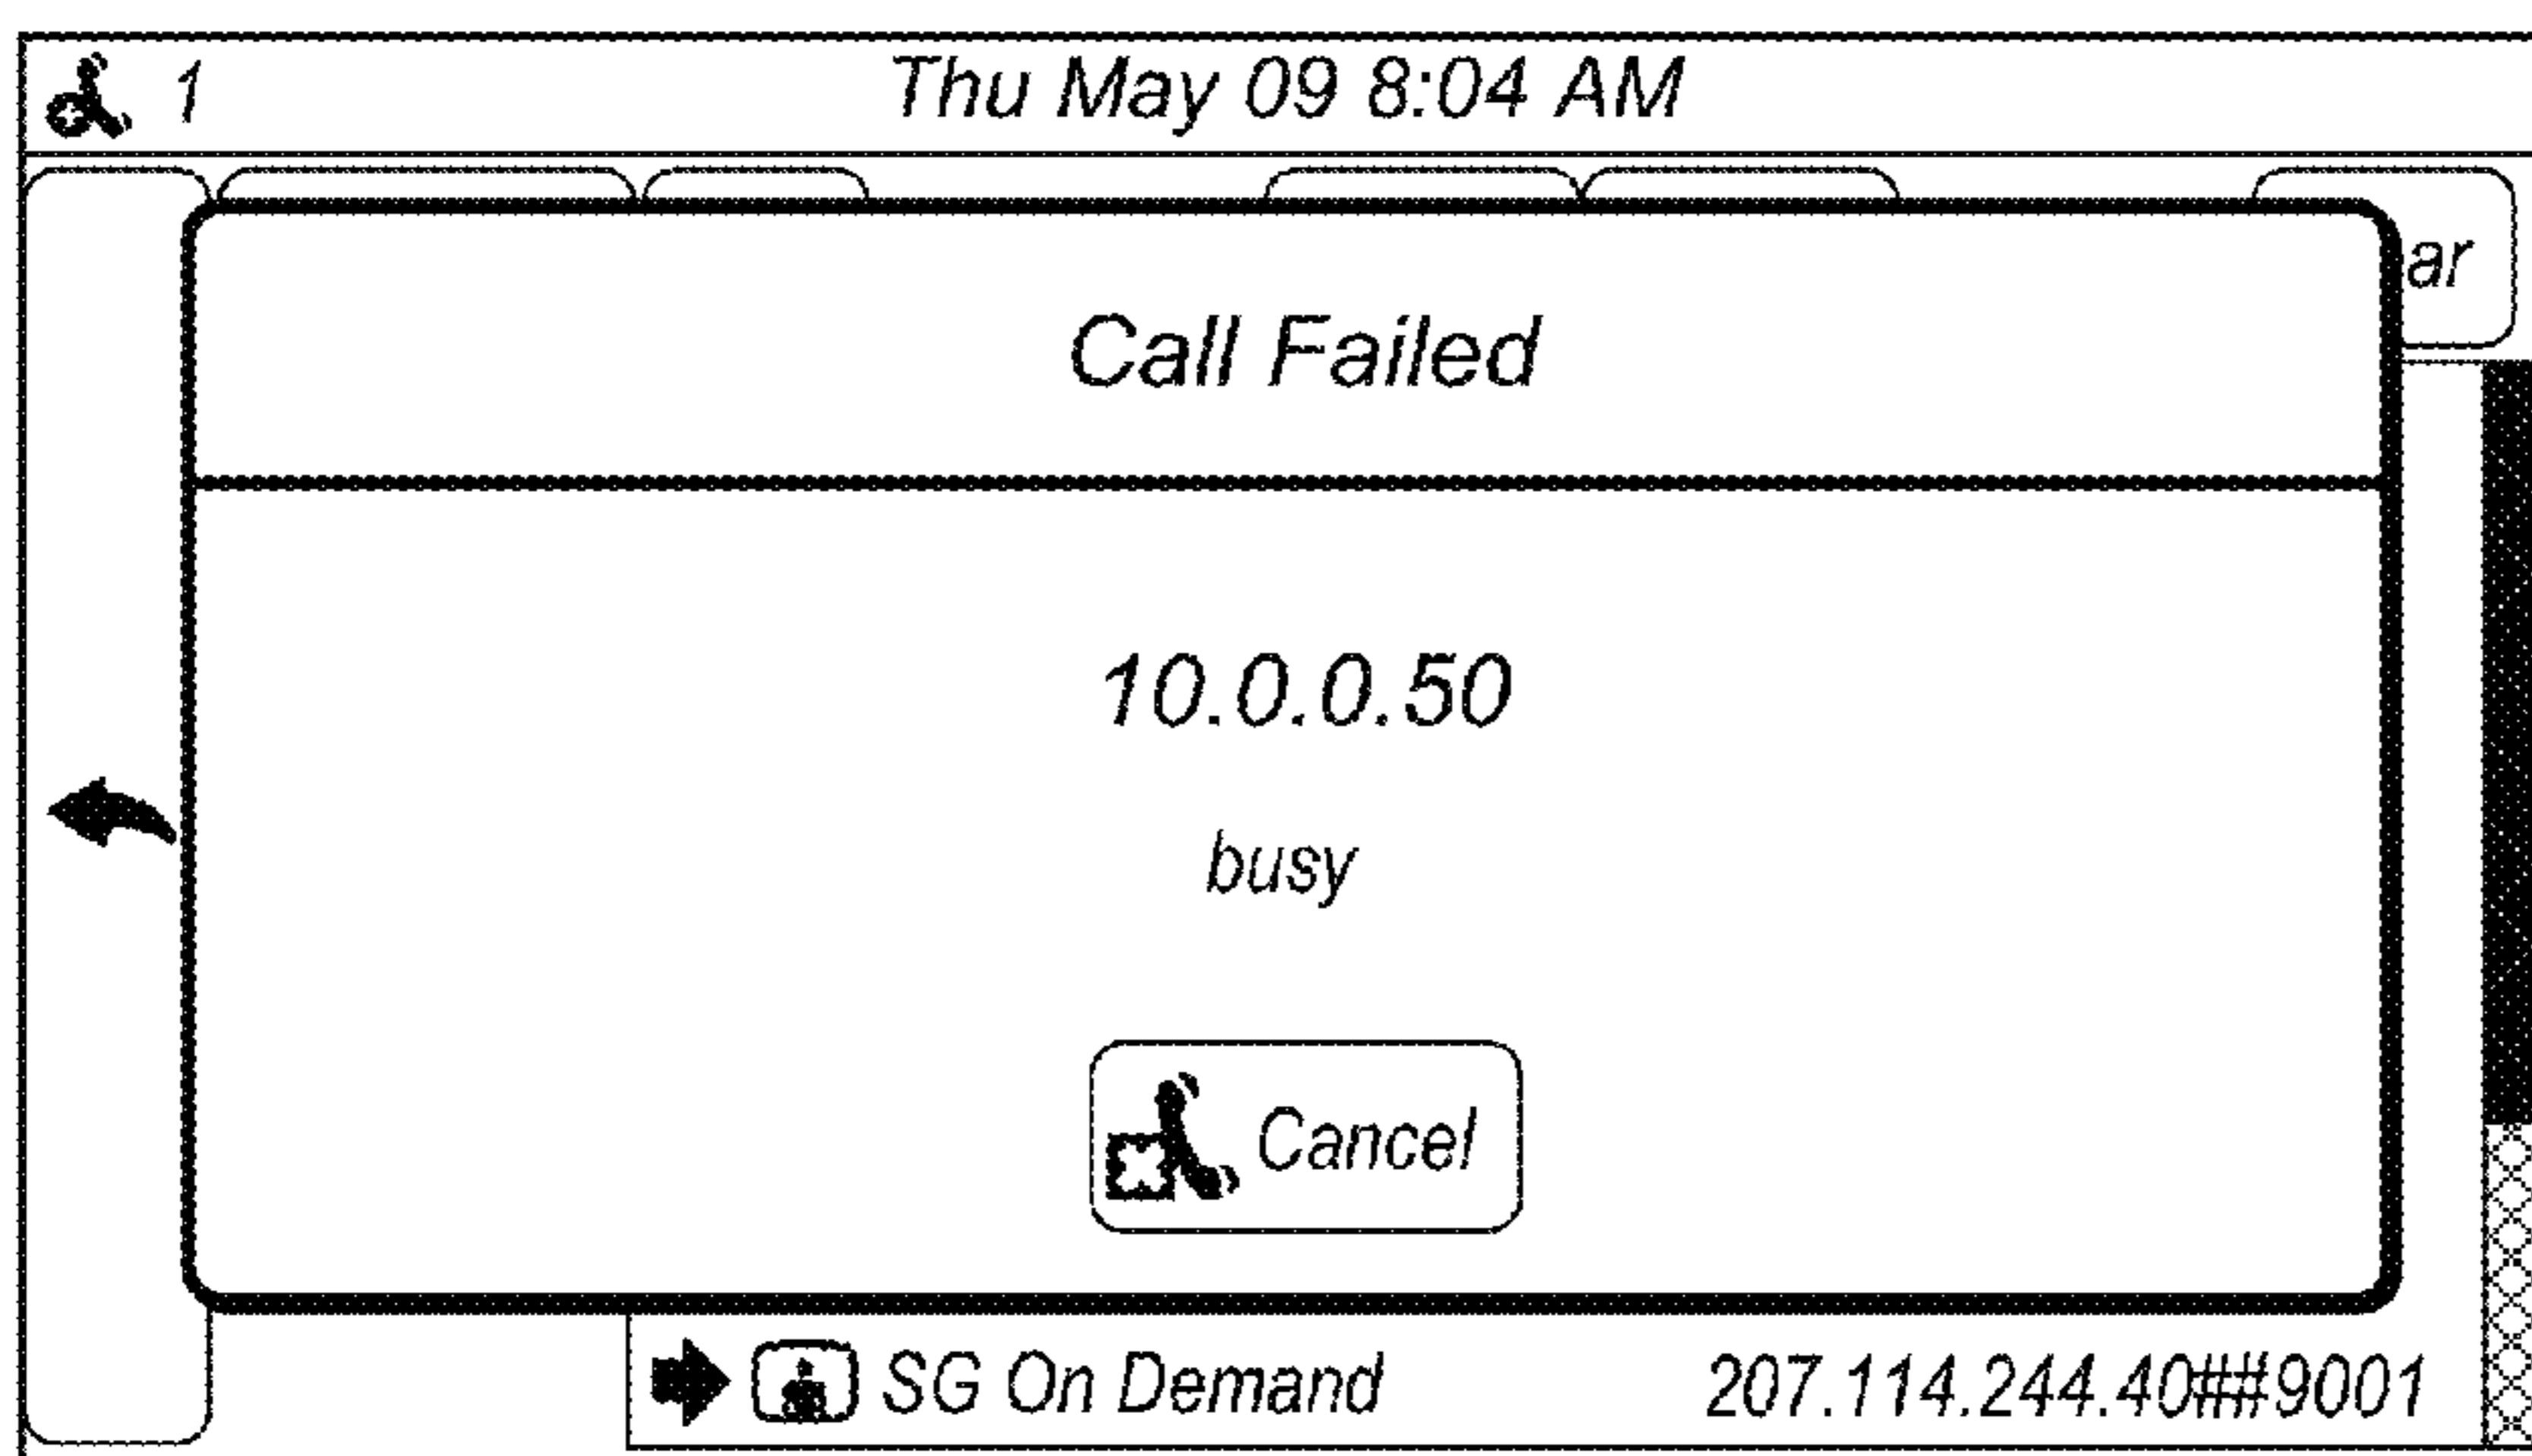 1 Thu May 09 8:04 AM
ar
Call Failed
10.0.0.50
busy
Cancel
SG On Demand 207.114.244.40##9001